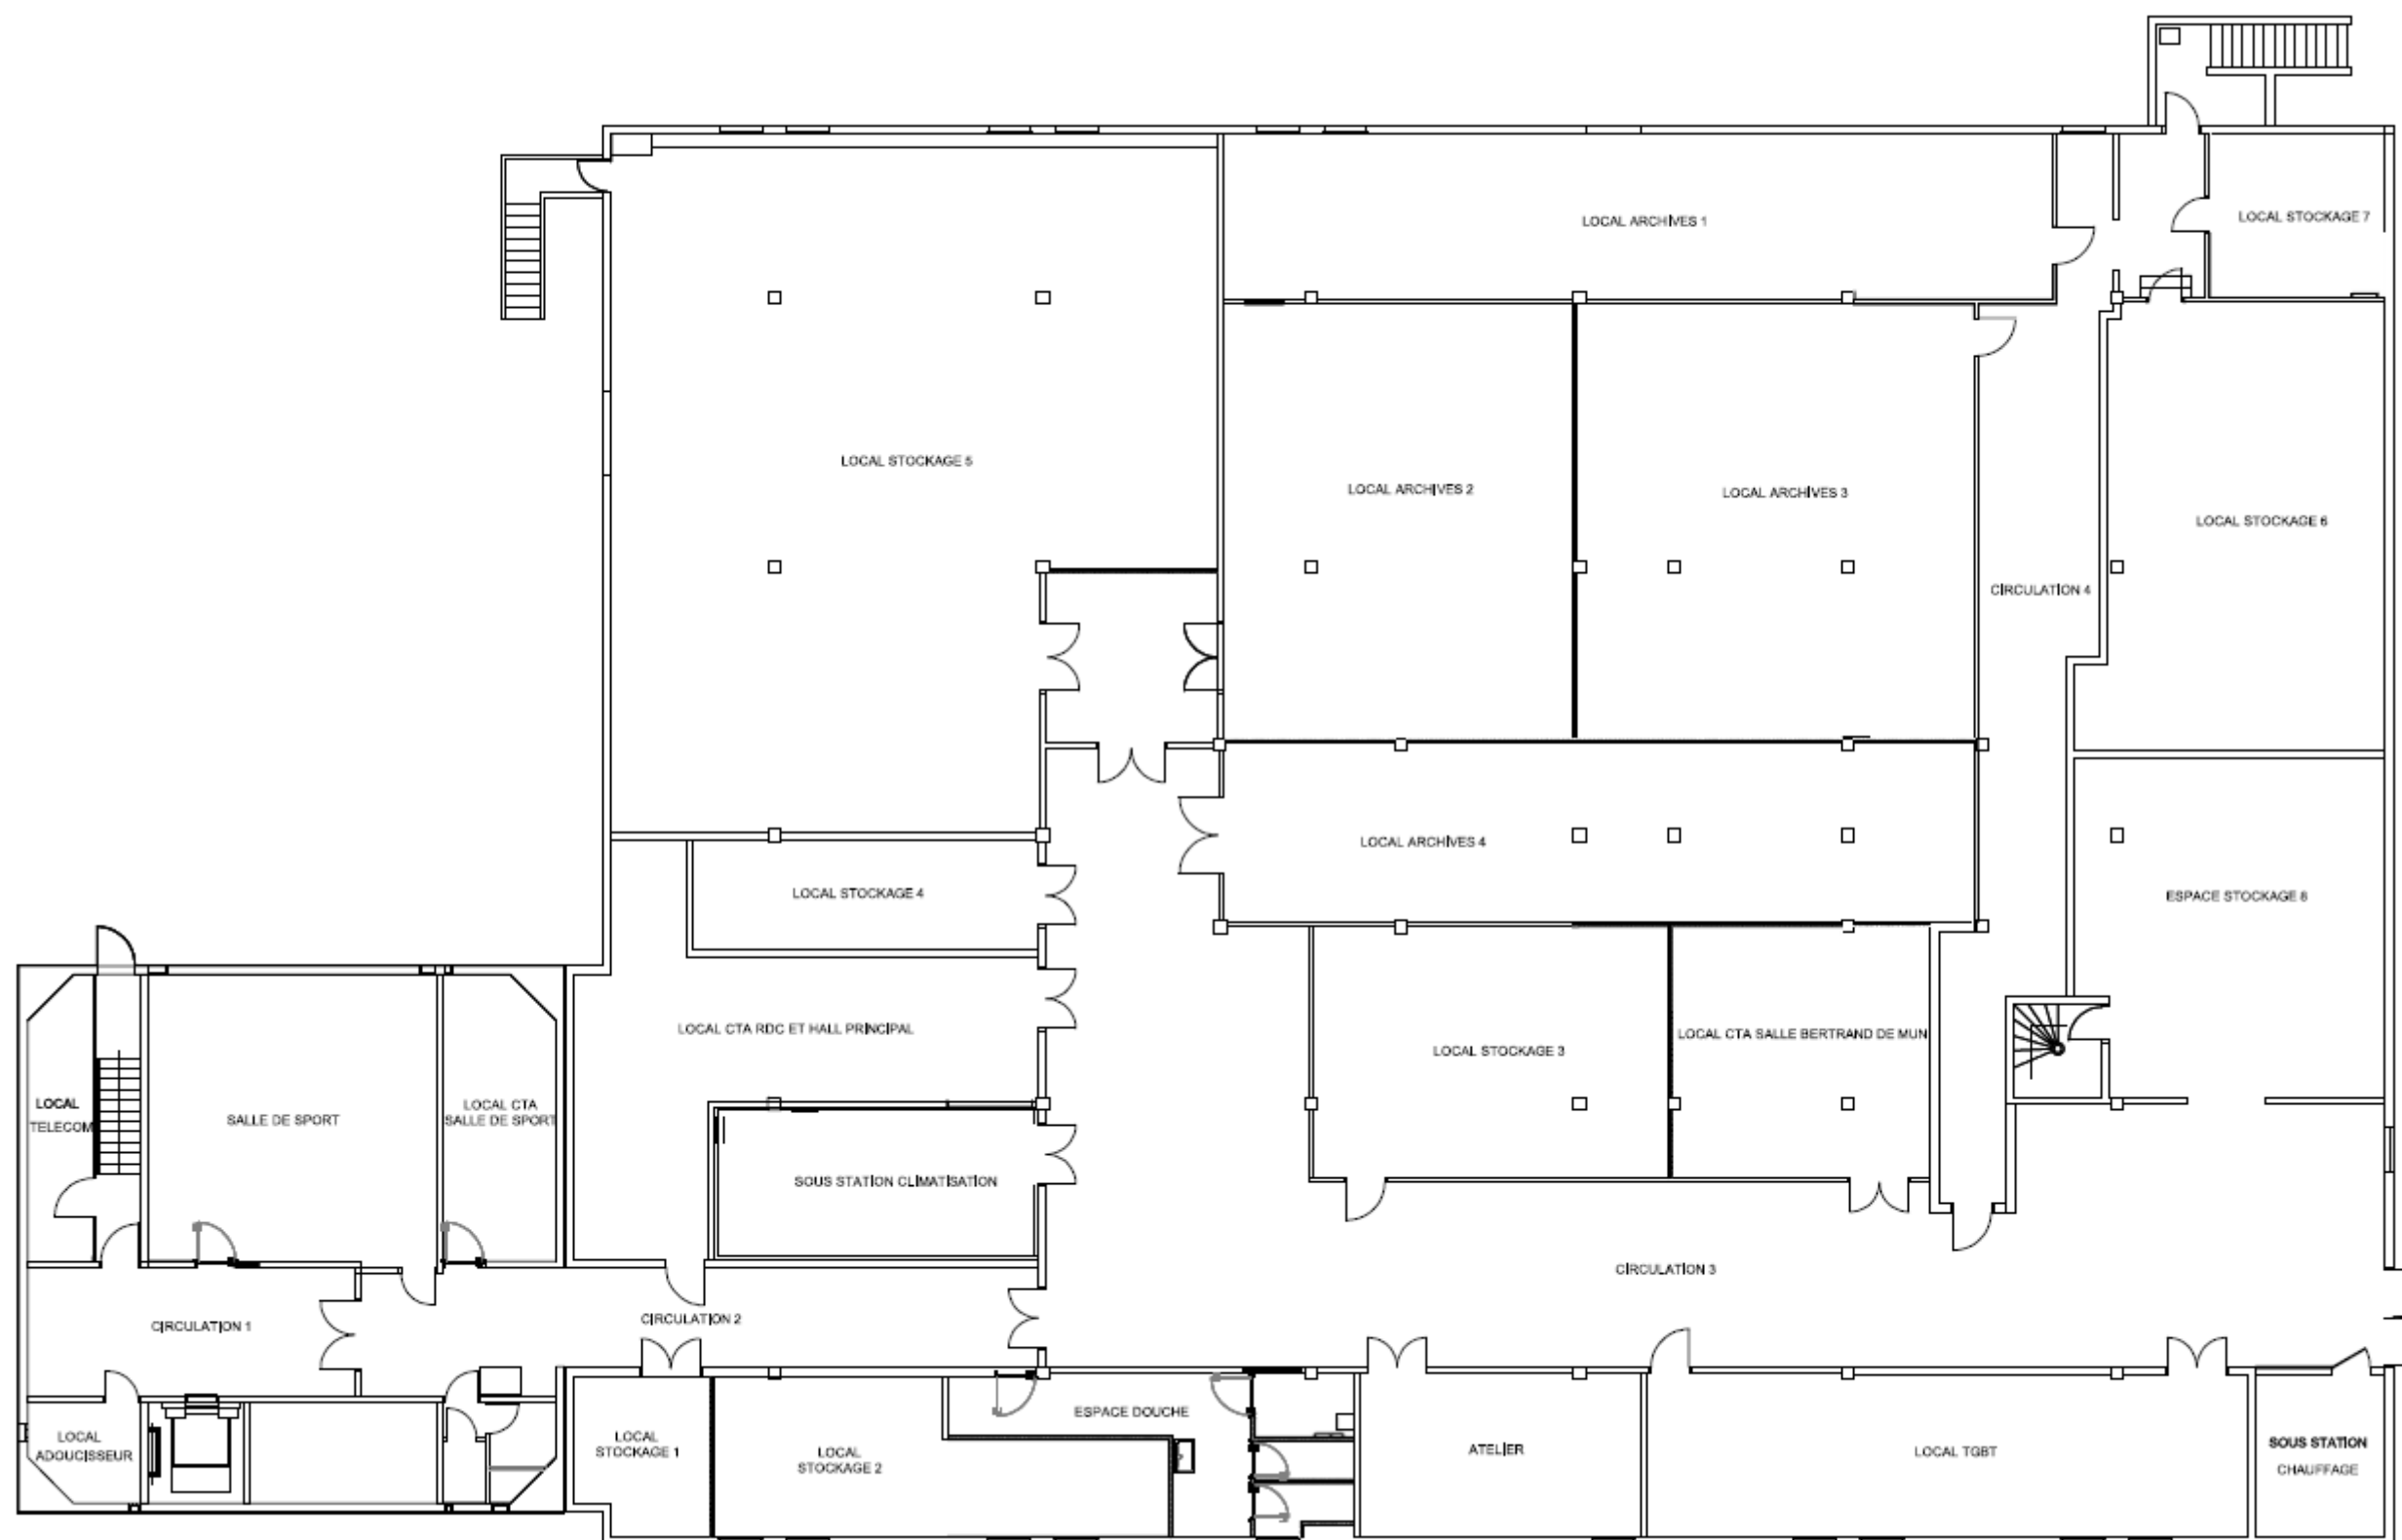 LOCAL ARCHIVES 1
LOCAL STOCKAGE 7
LOCAL STOCKAGE 5
LOCAL ARCHIVES 2
LOCAL ARCHIVES 3
LOCAL STOCKAGE 6
CIRCULATION 4
LOCAL ARCHIVES 4
LOCAL STOCKAGE 4
ESPACE STOCKAGE 8
LOCAL CTA RDC ET HALL PRINCIPAL
LOCAL STOCKAGE 3
LOCAL CTA SALLE BERTRAND DE MUN
LOCAL
TELECOM
SALLE DE SPORT
LOCAL CTA
SALLE DE SPORT
SOUS STATION CLIMATISATION
CIRCULATION 3
CIRCULATION 1
CIRCULATION 2
LOCAL
ADOUCISSEUR
LOCAL
STOCKAGE 1
LOCAL
STOCKAGE 2
ESPACE DOUCHE
ATELIER
LOCAL TGBT
SOUS STATION
CHAUFFAGE